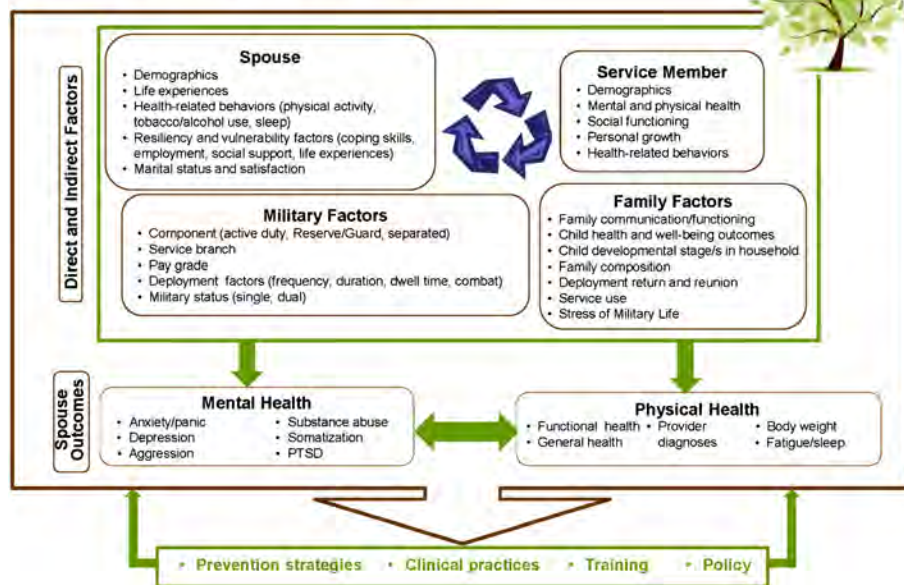 Direct and Indirect Factors
Spouse
• Demographics
• Life experiences
• Health-related behaviors (physical activity,
tobacco/alcohol use, sleep)
• Resiliency and vulnerability factors (coping skills,
employment, social support, life experiences)
• Marital status and satisfaction
Service Member
• Demographics
• Mental and physical health
• Social functioning
• Personal growth
• Health-related behaviors
Military Factors
• Component (active duty, Reserve/Guard, separated)
• Service branch
• Pay grade
• Deployment factors (frequency, duration, dwell time, combat)
• Military status (single, dual)
Family Factors
• Family communication/functioning
• Child health and well-being outcomes
• Child developmental stage/s in household
• Family composition
• Deployment return and reunion
• Service use
• Stress of Military Life
Spouse
Outcomes
Mental Health
• Anxiety/panic
• Depression
• Aggression
• Substance abuse
• Somatization
• PTSD
Physical Health
• Functional health
• General health
• Provider
diagnoses
• Body weight
• Fatigue/sleep
• Prevention strategies • Clinical practices • Training • Policy